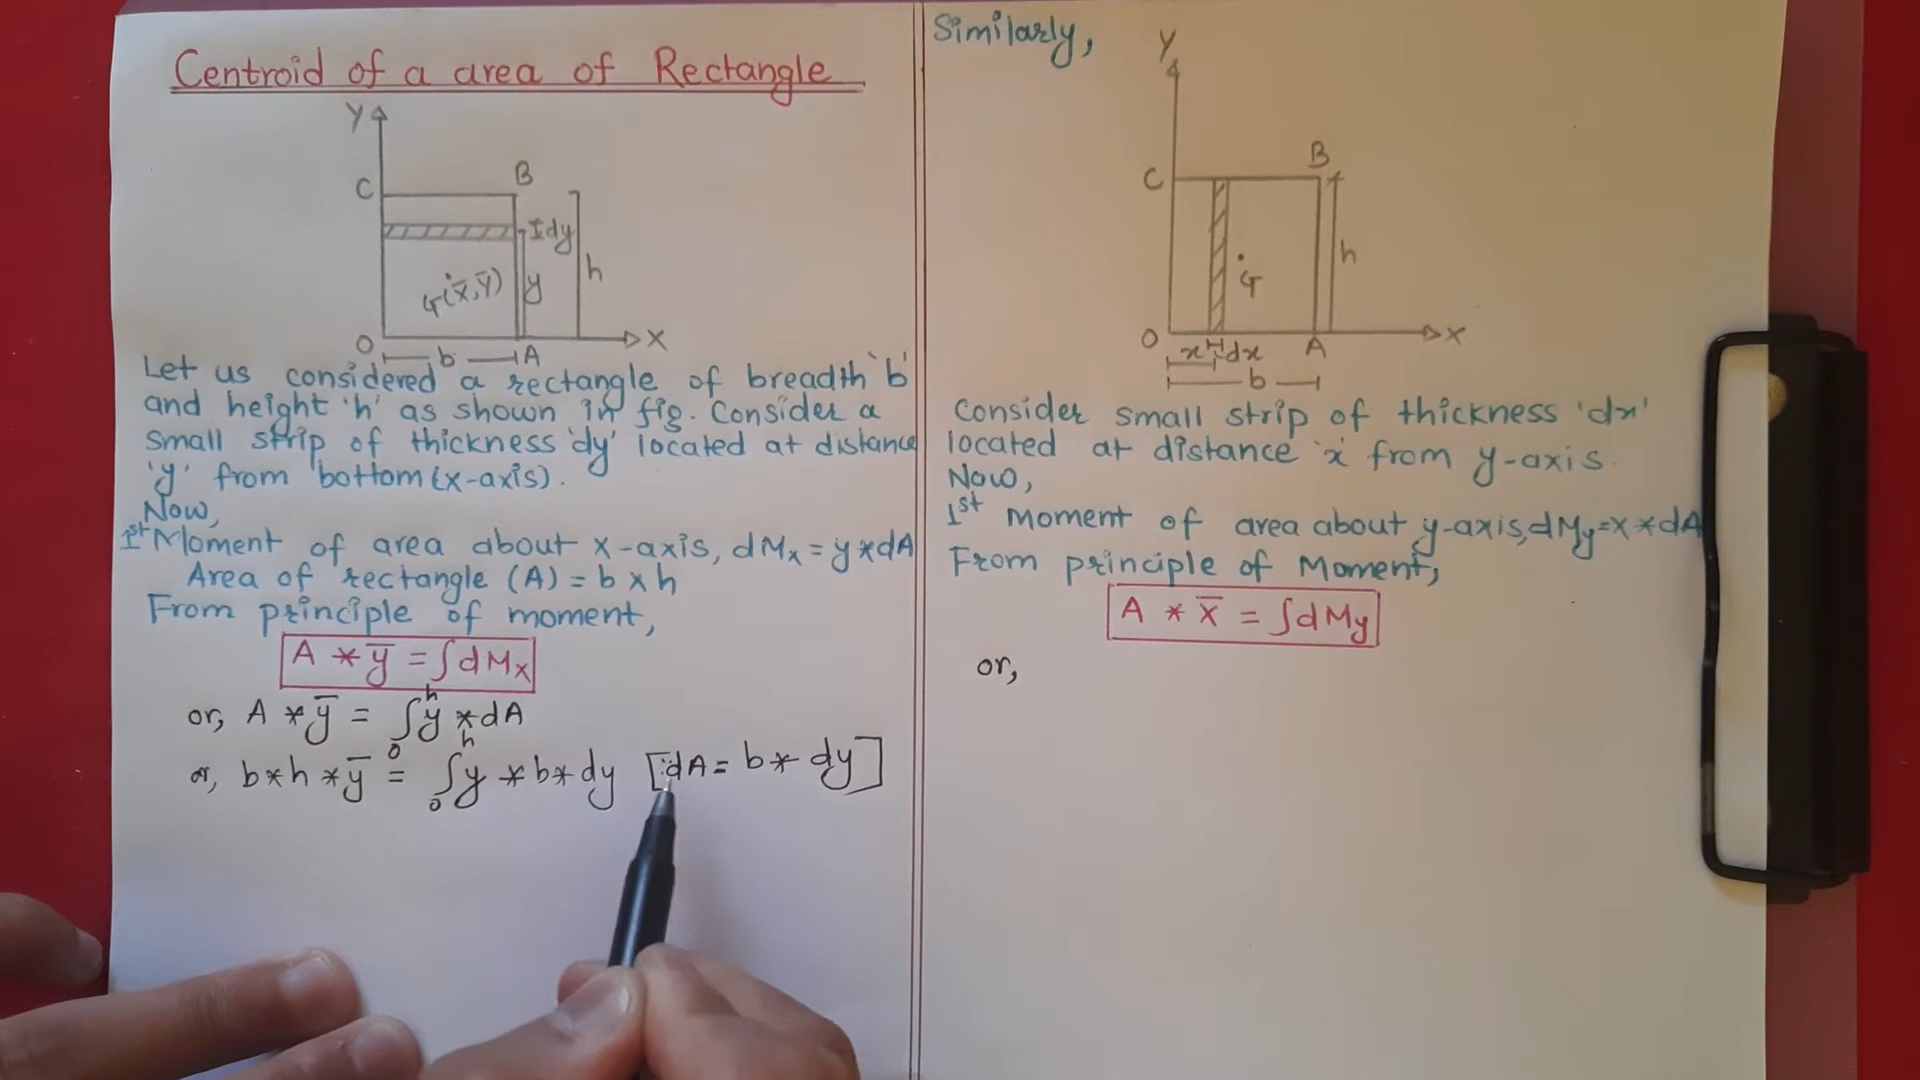 Centroid of a area of Rectangle
Y
C
B
dy
G(x̄,ȳ)
y
h
O
b
A
X
Let us considered a rectangle of breadth 'b'
and height 'h' as shown in fig. Consider a
small strip of thickness 'dy' located at distance
'y' from bottom (x-axis).
Now,
1st Moment of area about x-axis, dMx = y*dA
Area of rectangle (A) = b × h
From principle of moment,
A * ȳ = ∫dMx
or, A * ȳ = ∫₀ʰ y * dA
or, b*h*ȳ = ∫₀ʰ y * b * dy [∵dA = b * dy]
Similarly,
Y
C
B
h
G
O
x
dx
A
X
b
Consider small strip of thickness 'dx'
located at distance 'x' from y-axis.
Now,
1st moment of area about y-axis, dMy=x*dA
From principle of Moment,
A * x̄ = ∫dMy
or,